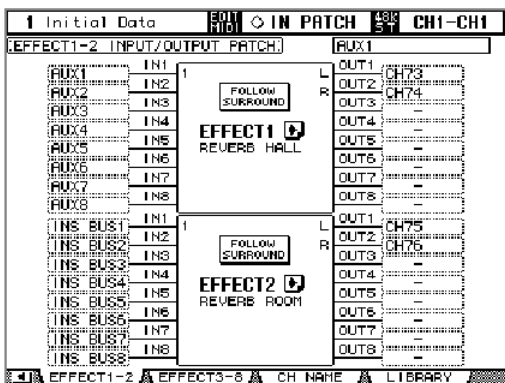 1 Initial Data EDIT MIDI IN PATCH 48k ST CH1-CH1
EFFECT1-2 INPUT/OUTPUT PATCH AUX1
AUX1 IN1 1 L OUT1 CH73
AUX2 IN2 FOLLOW SURROUND R OUT2 CH74
AUX3 IN3 OUT3 -
AUX4 IN4 EFFECT1 OUT4 -
AUX5 IN5 REVERB HALL OUT5 -
AUX6 IN6 OUT6 -
AUX7 IN7 OUT7 -
AUX8 IN8 OUT8 -
INS BUS1 IN1 1 L OUT1 CH75
INS BUS2 IN2 FOLLOW SURROUND R OUT2 CH76
INS BUS3 IN3 OUT3 -
INS BUS4 IN4 EFFECT2 OUT4 -
INS BUS5 IN5 REVERB ROOM OUT5 -
INS BUS6 IN6 OUT6 -
INS BUS7 IN7 OUT7 -
INS BUS8 IN8 OUT8 -
EFFECT1-2 EFFECT3-8 CH NAME LIBRARY